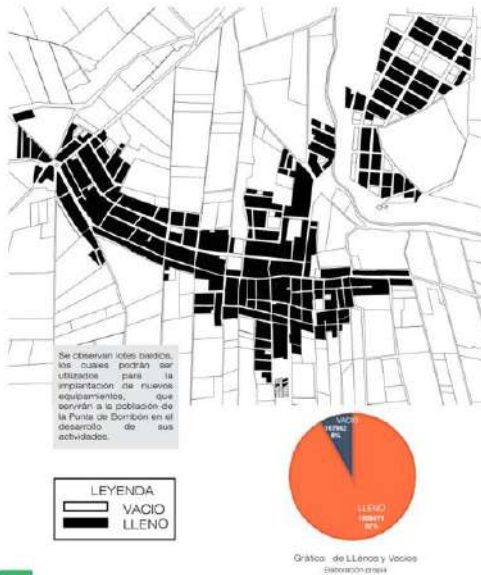 Se observan lotes baldíos,
los cuales podrán ser
utilizados para la
implantación de nuevos
equipamientos, que
servirán a la población de
la Punta de Bombón en el
desarrollo de sus
actividades.
VACIO
8%
LLENO
92%
LEYENDA
VACIO
LLENO
Gráfico de LLenos y Vacios
Elaboración propia